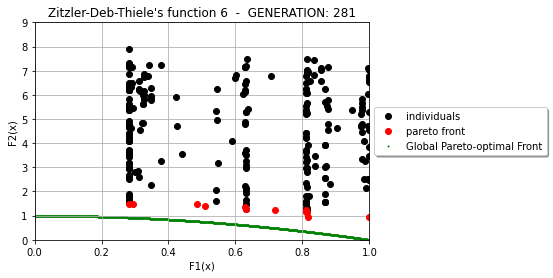 Zitzler-Deb-Thiele's function 6 - GENERATION: 281
9
8
7
6
5
4
3
2
1
0
F2(x)
0.0 0.2 0.4 0.6 0.8 1.0
F1(x)
individuals
pareto front
Global Pareto-optimal Front